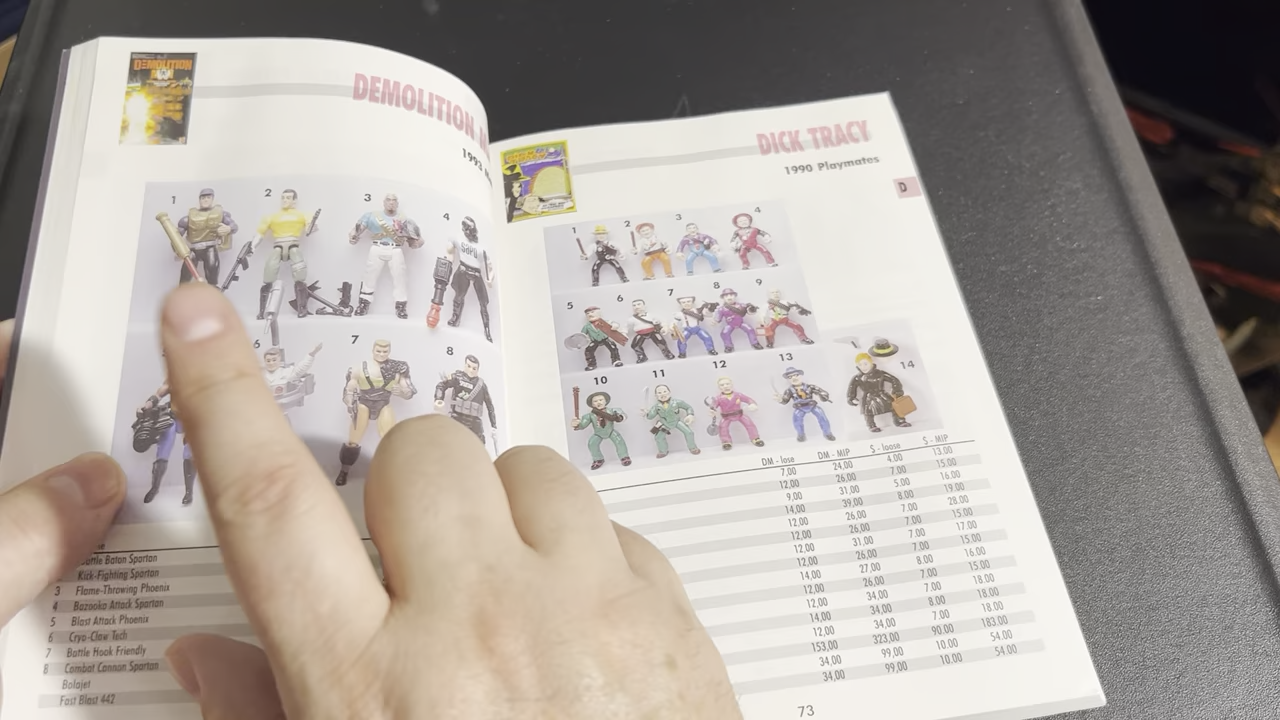 DEMOLITION
MAN
DEMOLITION
1993
1
2
3
4
6
7
8
SAPD
Battle Baton Spartan
Kick-Fighting Spartan
3 Flame-Throwing Phoenix
4 Bazooka Attack Spartan
5 Blast Attack Phoenix
6 Cryo-Claw Tech
7 Battle Hook Friendly
8 Combat Cannon Spartan
Bolajet
Fast Blast 442
DICK TRACY
1990 Playmates
D
1
2
3
4
5
6
7
8
9
10
11
12
13
14
DM - lose DM - MIP $ - loose $ - MIP
7,00 24,00 4.00 13.00
12,00 26,00 7.00 15.00
9,00 31,00 5.00 16.00
14,00 39,00 8.00 19.00
12,00 26,00 7.00 28.00
12,00 26,00 7.00 15.00
12,00 31,00 7.00 17.00
12,00 26,00 7.00 15.00
14,00 27,00 8.00 16.00
12,00 26,00 7.00 15.00
12,00 34,00 7.00 18.00
14,00 34,00 8.00 18.00
12,00 34,00 7.00 18.00
153,00 323,00 90.00 183.00
34,00 99,00 10.00 54.00
34,00 99,00 10.00 54.00
73